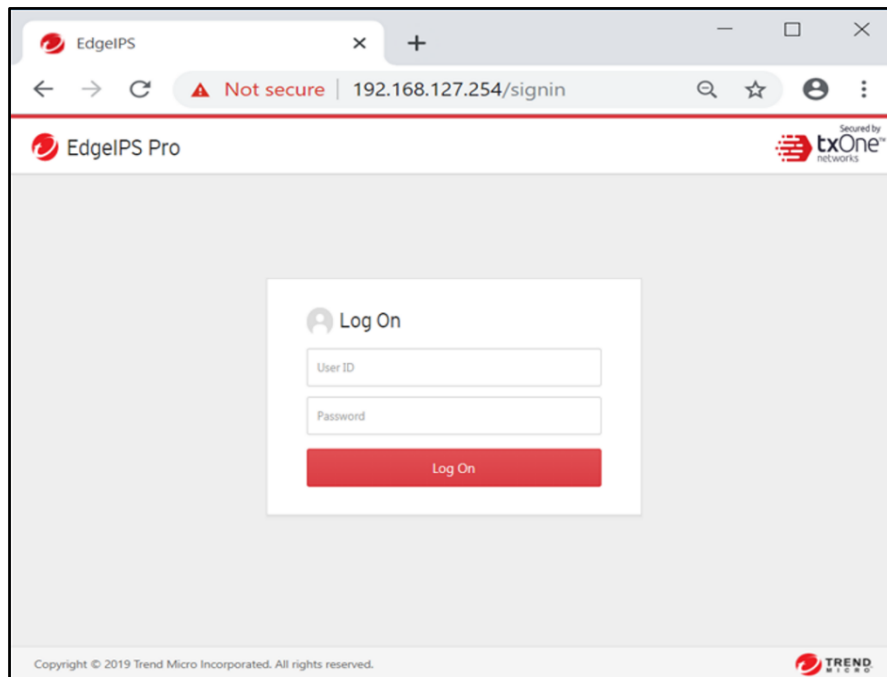 EdgeIPS
Not secure | 192.168.127.254/signin
EdgeIPS Pro
Secured by
txOne™
networks
Log On
User ID
Password
Log On
Copyright © 2019 Trend Micro Incorporated. All rights reserved.
TREND
MICRO